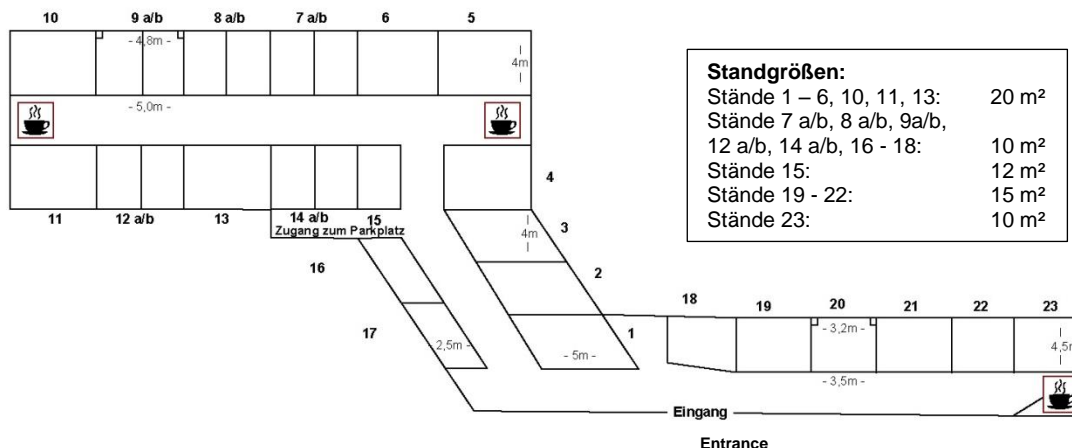 10 9 a/b 8 a/b 7 a/b 6 5
- 4,8m -
4m
- 5,0m -
Standgrößen:
Stände 1 – 6, 10, 11, 13: 20 m²
Stände 7 a/b, 8 a/b, 9a/b,
12 a/b, 14 a/b, 16 - 18: 10 m²
Stände 15: 12 m²
Stände 19 - 22: 15 m²
Stände 23: 10 m²
4
11 12 a/b 13 14 a/b 15
Zugang zum Parkplatz
3
4m
16
2
17
18 19 20 21 22 23
1
- 3,2m -
4,5m
- 2,5m -
- 5m -
- 3,5m -
Eingang
Entrance